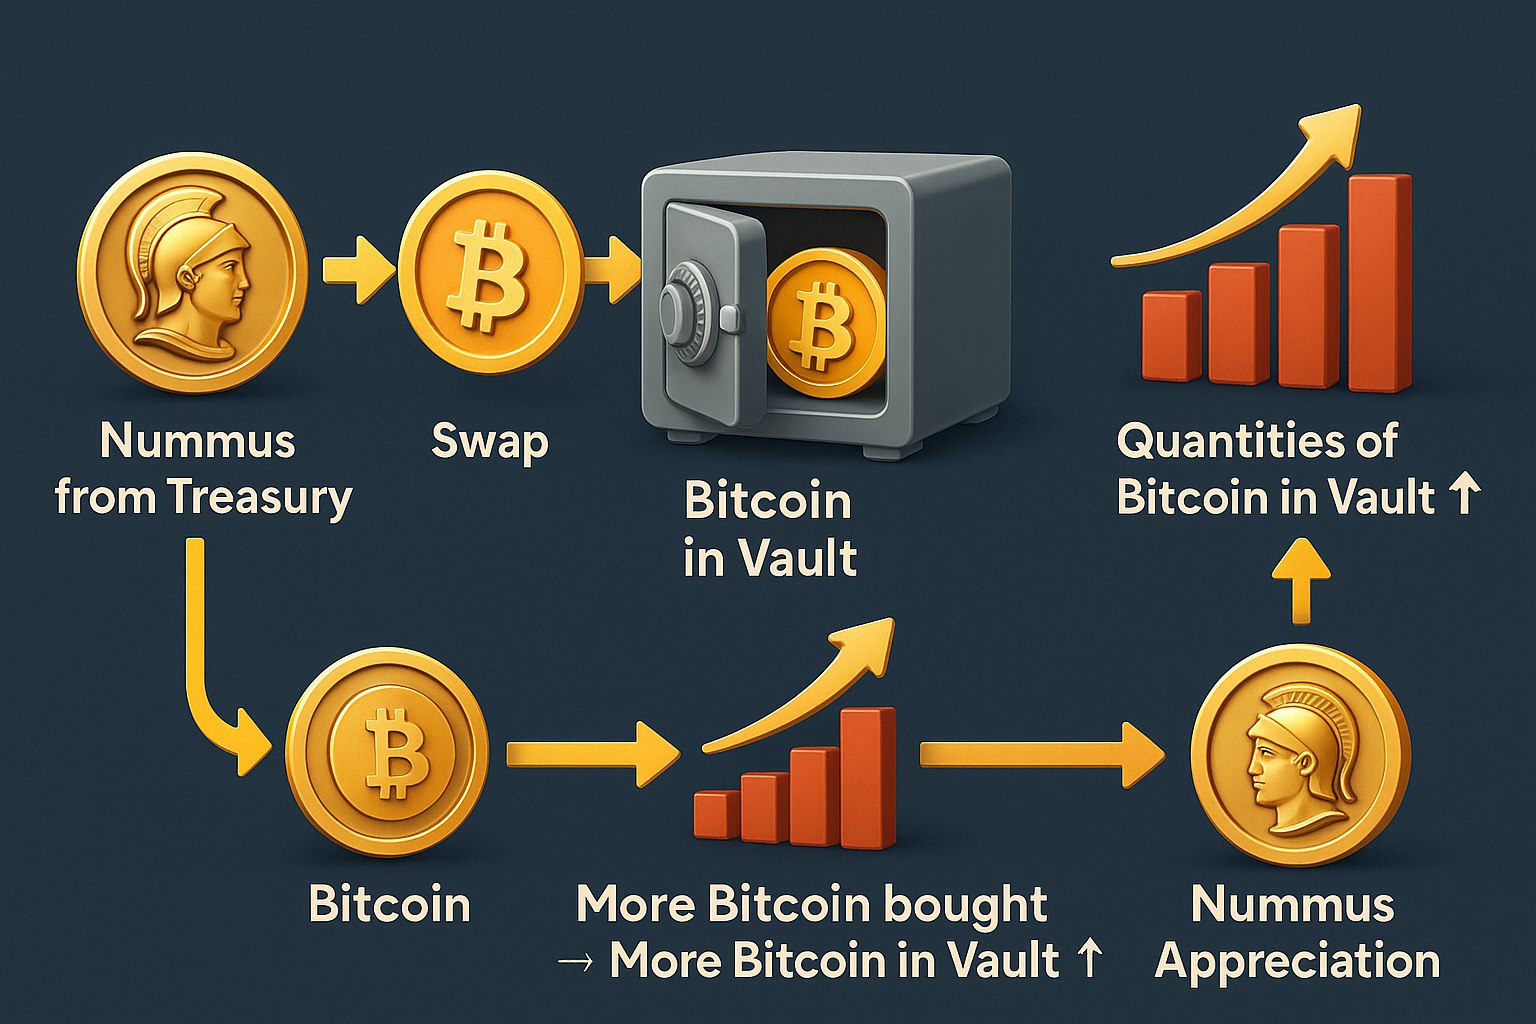 Nummus
from Treasury
Swap
Bitcoin
in Vault
Quantities of
Bitcoin in Vault ↑
Bitcoin
More Bitcoin bought
→ More Bitcoin in Vault ↑
Nummus
Appreciation